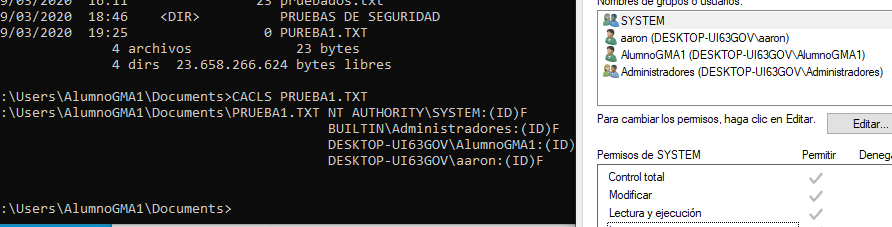 9/03/2020 16:11 23 pruebados.txt
9/03/2020 18:46 <DIR> PRUEBAS DE SEGURIDAD
9/03/2020 19:25 0 PUREBA1.TXT
4 archivos 23 bytes
4 dirs 23.658.266.624 bytes libres
:\Users\AlumnoGMA1\Documents>CACLS PRUEBA1.TXT
:\Users\AlumnoGMA1\Documents\PRUEBA1.TXT NT AUTHORITY\SYSTEM:(ID)F
BUILTIN\Administradores:(ID)F
DESKTOP-UI63GOV\AlumnoGMA1:(ID)
DESKTOP-UI63GOV\aaron:(ID)F
:\Users\AlumnoGMA1\Documents>
Nombres de grupos o usuarios:
SYSTEM
aaron (DESKTOP-UI63GOV\aaron)
AlumnoGMA1 (DESKTOP-UI63GOV\AlumnoGMA1)
Administradores (DESKTOP-UI63GOV\Administradores)
Para cambiar los permisos, haga clic en Editar.
Editar...
Permisos de SYSTEM Permitir Denega
Control total
Modificar
Lectura y ejecución